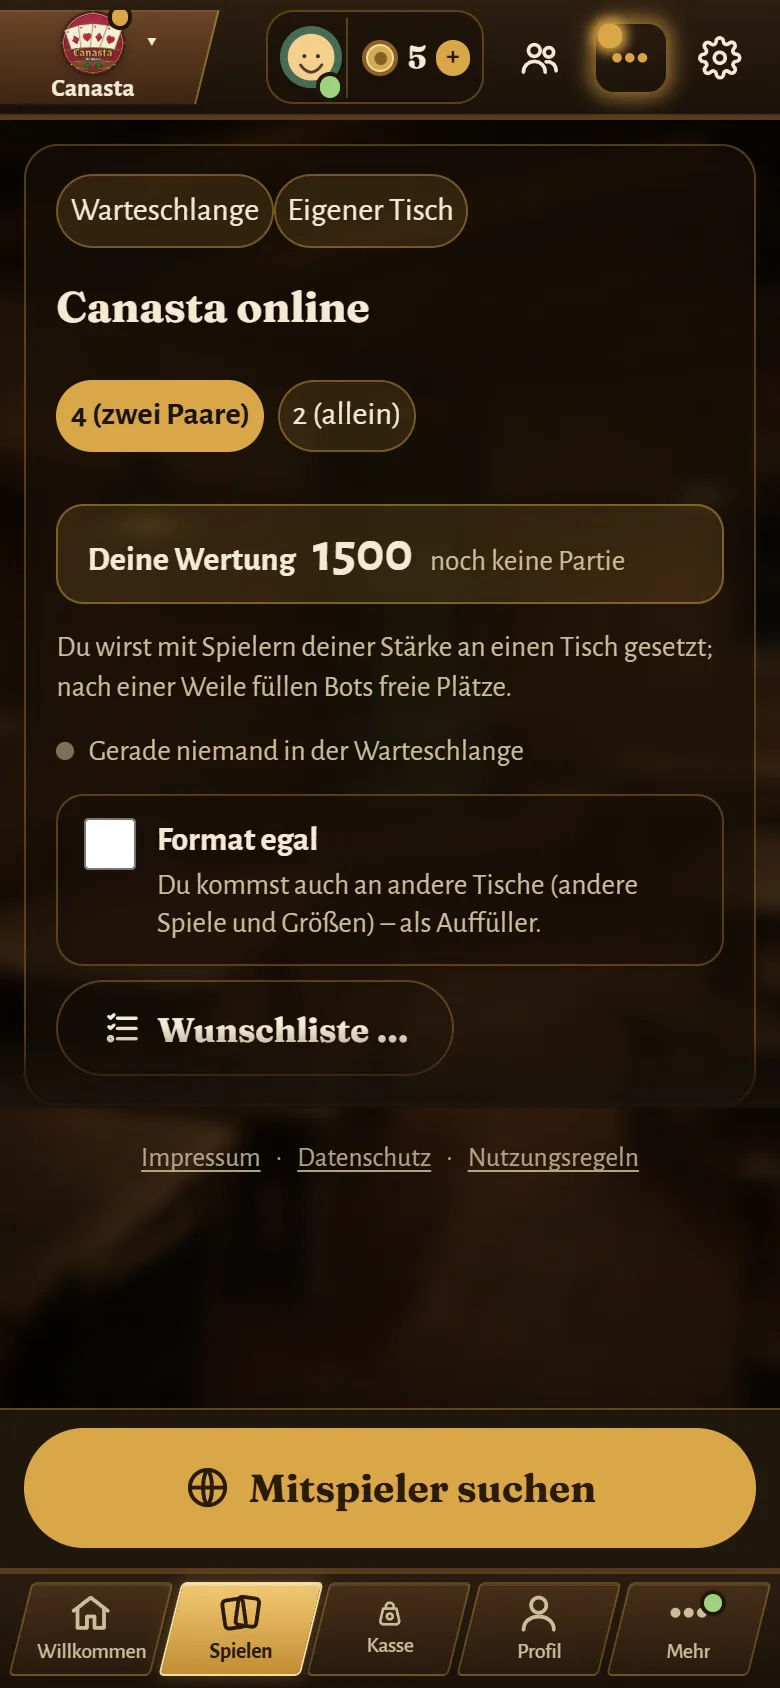 Canasta
Canasta
5 +
Warteschlange Eigener Tisch
Canasta online
4 (zwei Paare) 2 (allein)
Deine Wertung 1500 noch keine Partie
Du wirst mit Spielern deiner Stärke an einen Tisch gesetzt;
nach einer Weile füllen Bots freie Plätze.
Gerade niemand in der Warteschlange
Format egal
Du kommst auch an andere Tische (andere
Spiele und Größen) – als Auffüller.
Wunschliste ...
Impressum · Datenschutz · Nutzungsregeln
Mitspieler suchen
Willkommen Spielen Kasse Profil Mehr